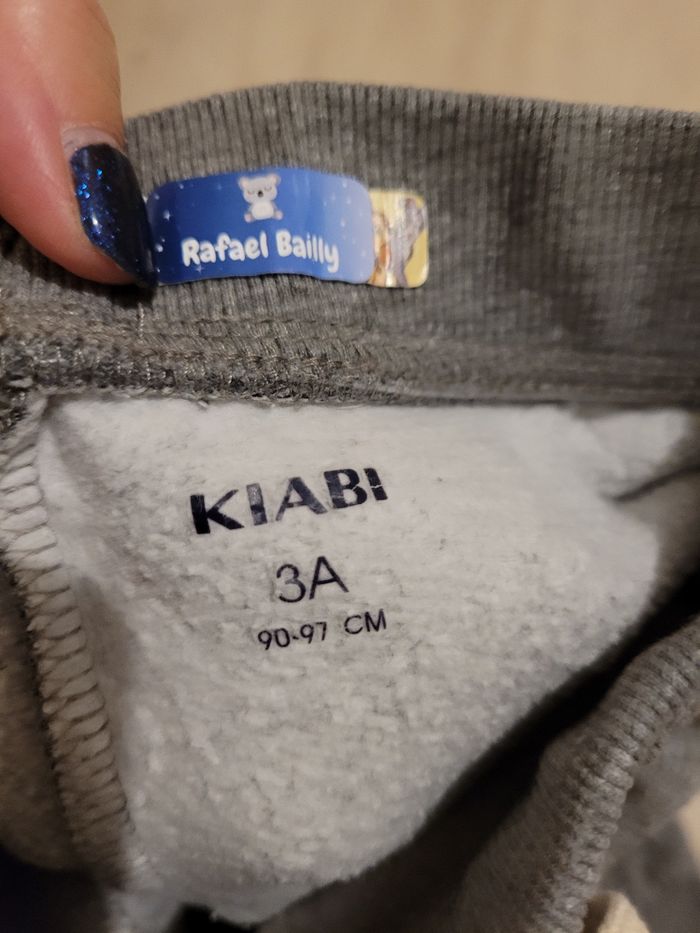 Rafael Bailly
KIABI
3A
90-97 CM